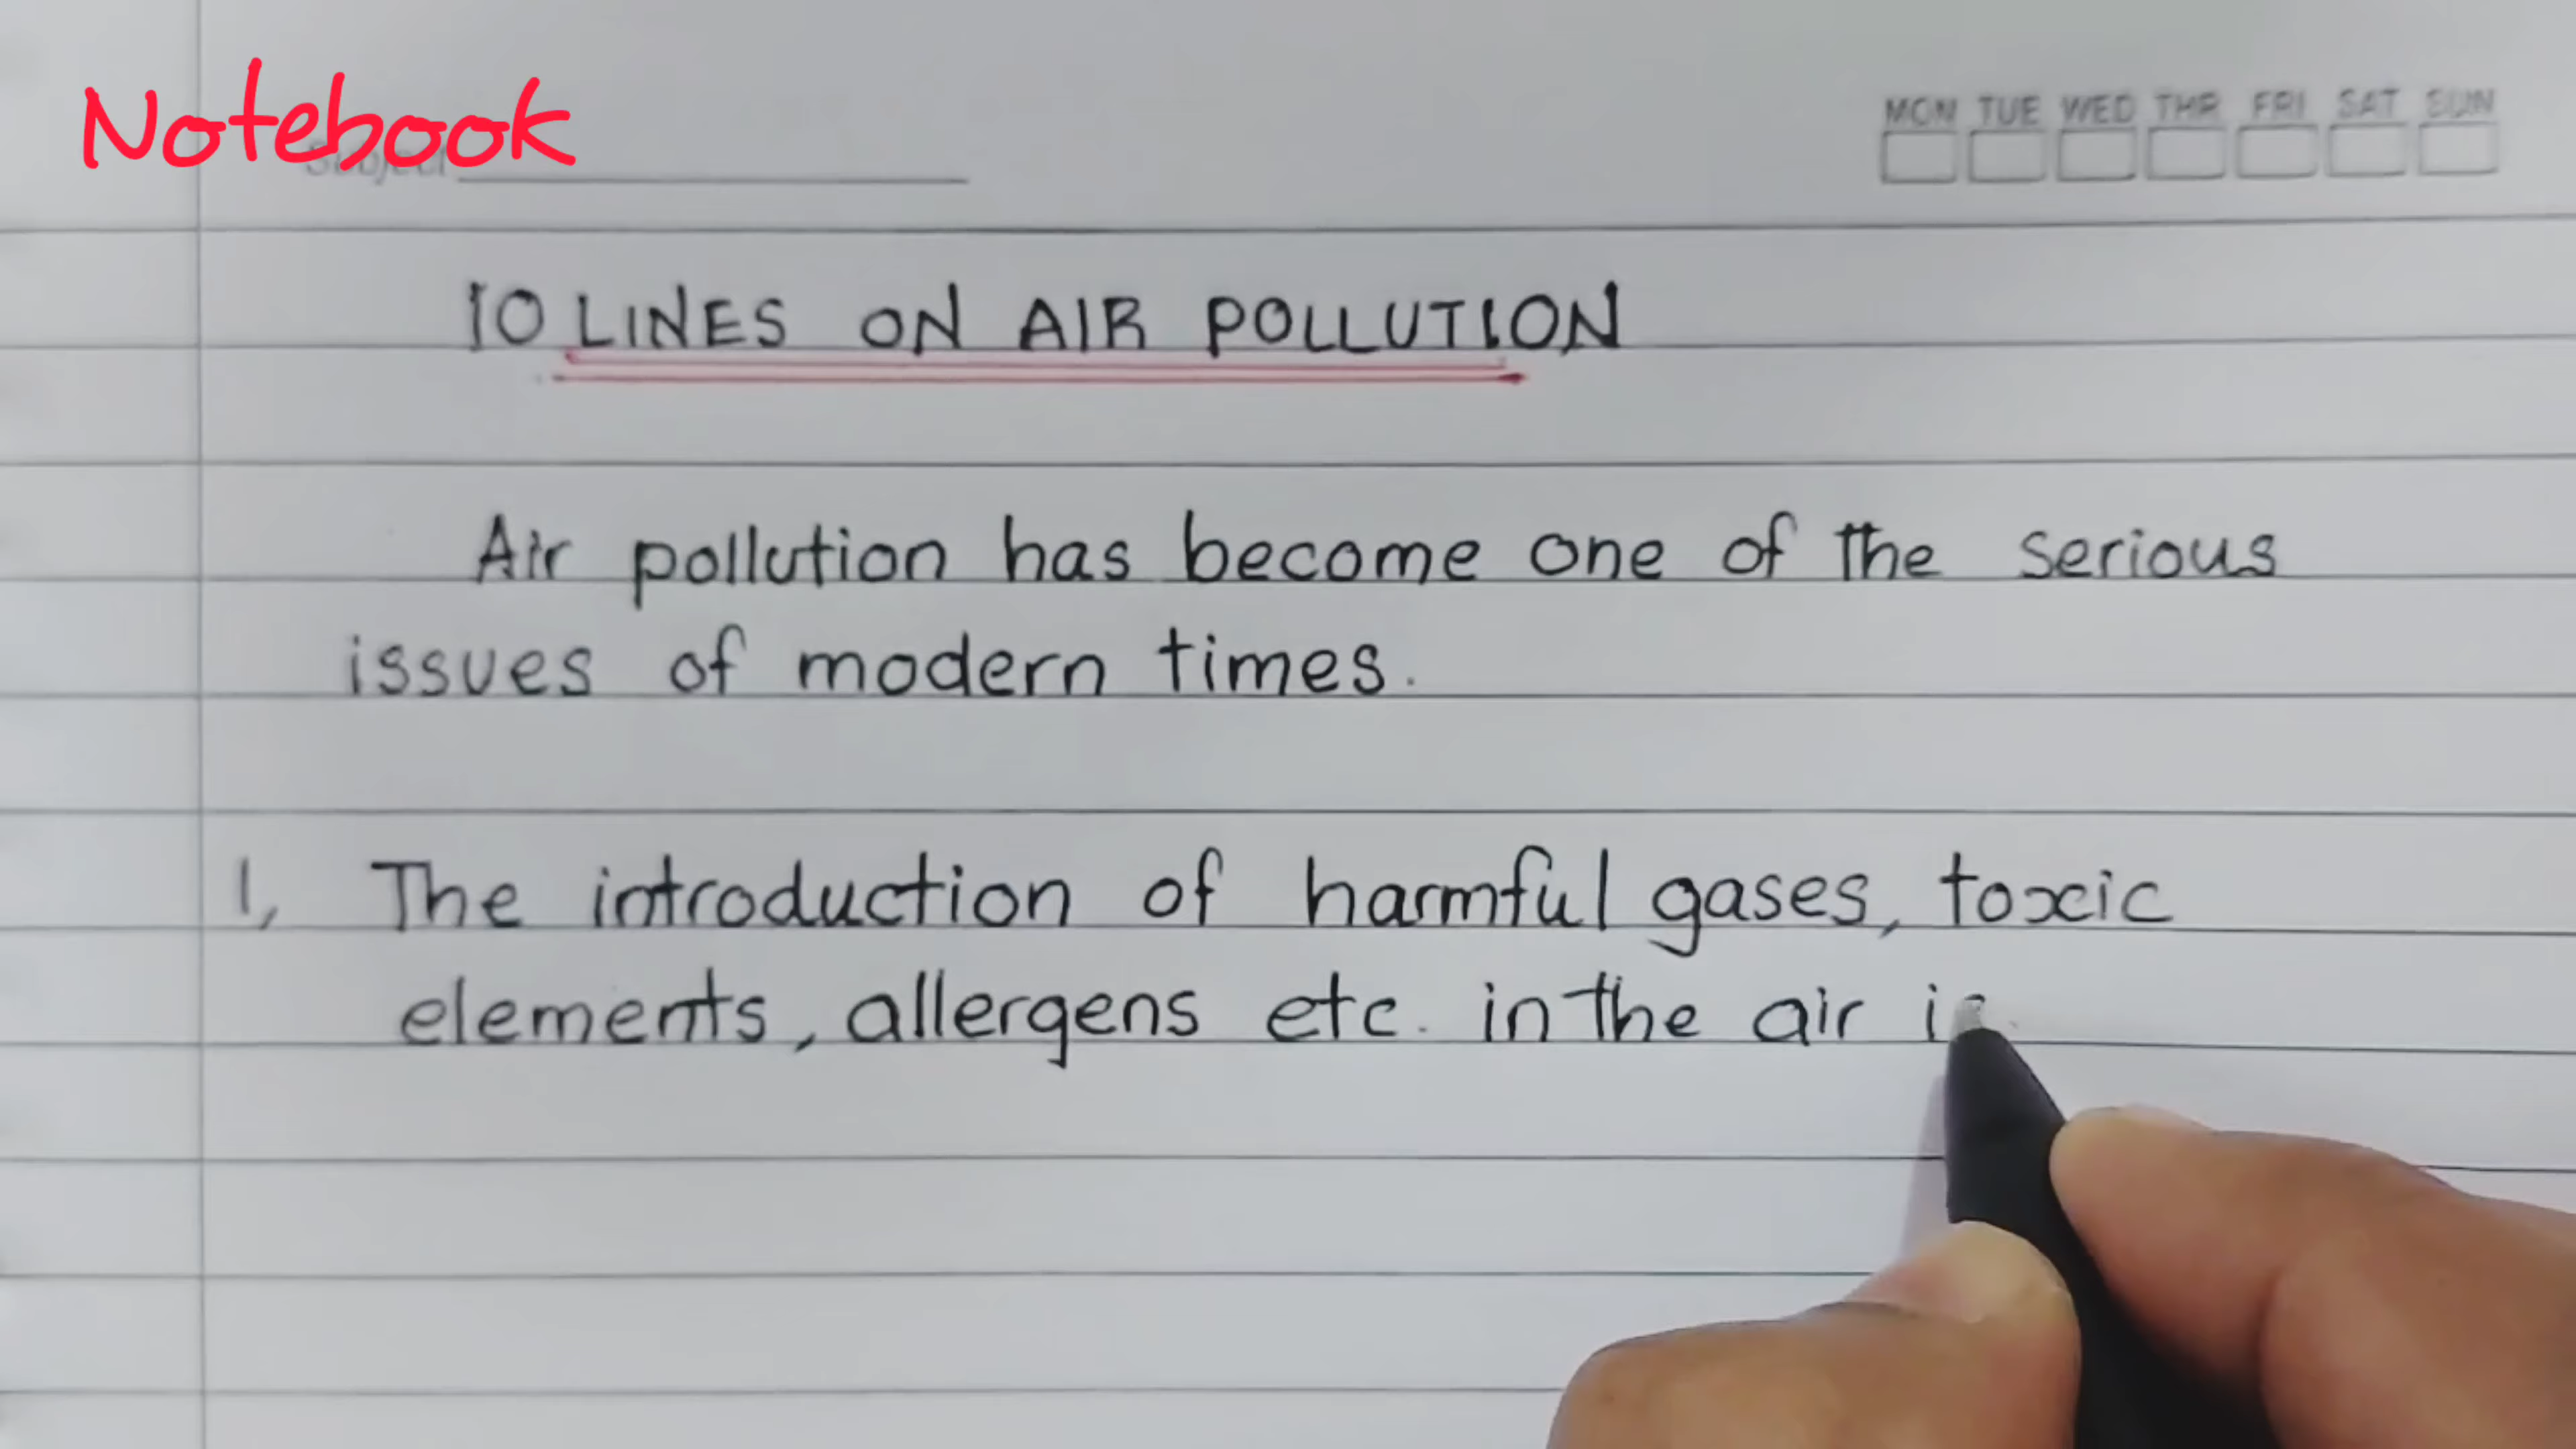 Notebook
Subject
MON TUE WED THR FRI SAT SUN
10 LINES ON AIR POLLUTION
Air pollution has become one of the serious
issues of modern times.
1, The introduction of harmful gases, toxic
elements, allergens etc. in the air is